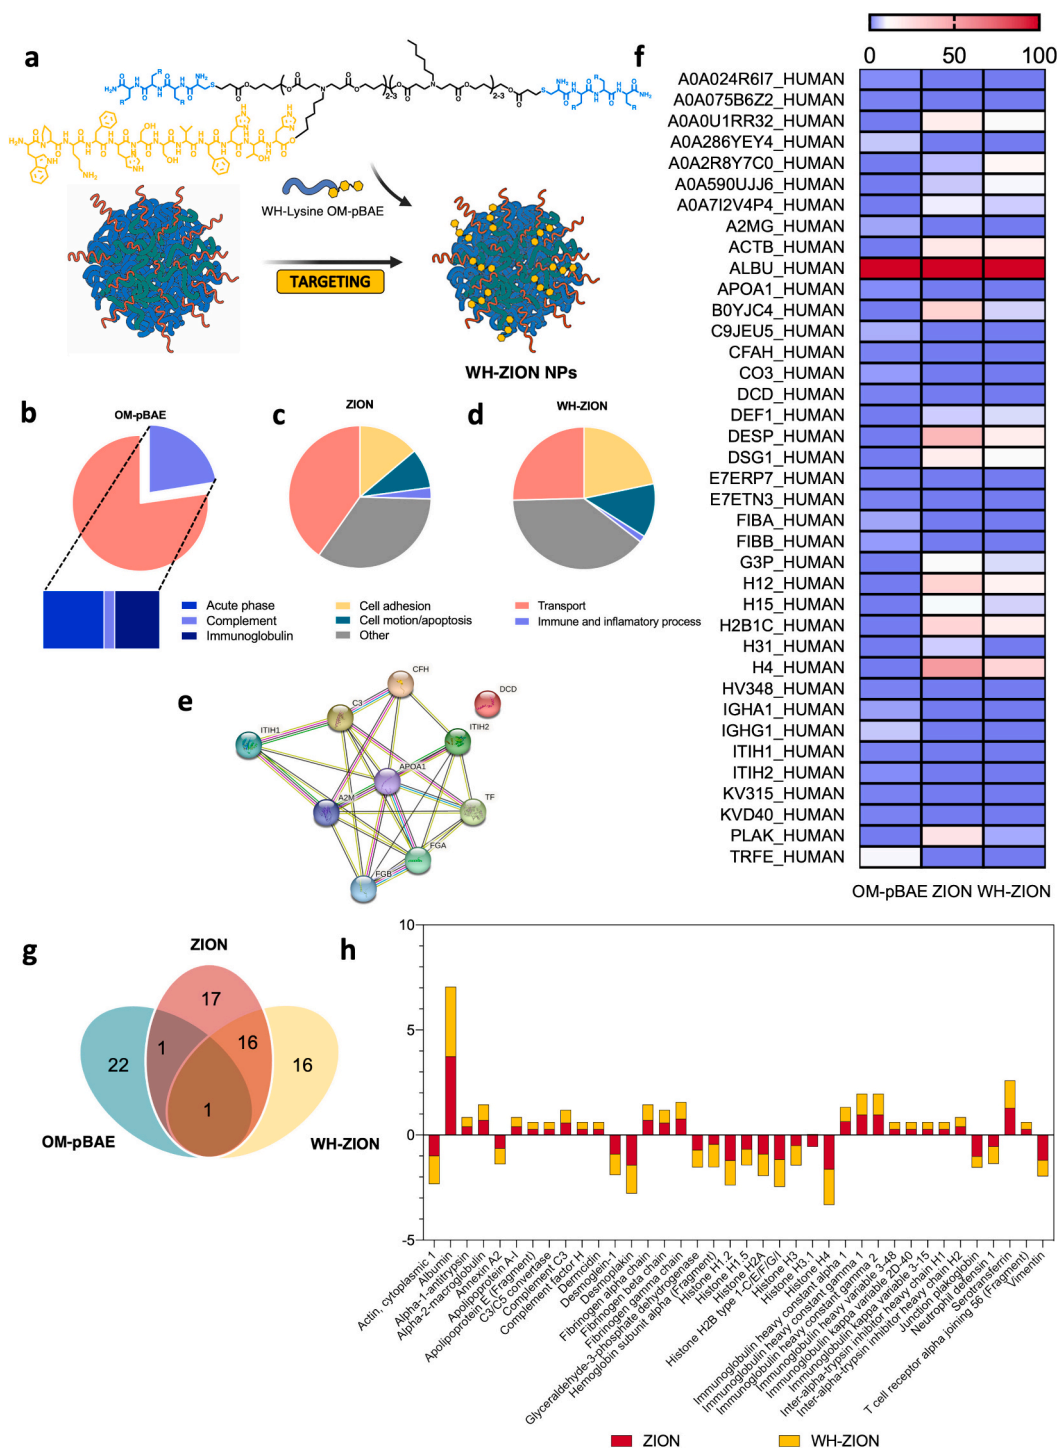 a
WH-Lysine OM-pBAE
TARGETING
WH-ZION NPs
b
OM-pBAE
c
ZION
d
WH-ZION
Acute phase
Complement
Immunoglobulin
Cell adhesion
Cell motion/apoptosis
Other
Transport
Immune and inflamatory process
e
CFH
DCD
C3
ITIH1
ITIH2
APOA1
A2M
TF
FGA
FGB
f
0 50 100
A0A024R6I7_HUMAN
A0A075B6Z2_HUMAN
A0A0U1RR32_HUMAN
A0A286YEY4_HUMAN
A0A2R8Y7C0_HUMAN
A0A590UJJ6_HUMAN
A0A7I2V4P4_HUMAN
A2MG_HUMAN
ACTB_HUMAN
ALBU_HUMAN
APOA1_HUMAN
B0YJC4_HUMAN
C9JEU5_HUMAN
CFAH_HUMAN
CO3_HUMAN
DCD_HUMAN
DEF1_HUMAN
DESP_HUMAN
DSG1_HUMAN
E7ERP7_HUMAN
E7ETN3_HUMAN
FIBA_HUMAN
FIBB_HUMAN
G3P_HUMAN
H12_HUMAN
H15_HUMAN
H2B1C_HUMAN
H31_HUMAN
H4_HUMAN
HV348_HUMAN
IGHA1_HUMAN
IGHG1_HUMAN
ITIH1_HUMAN
ITIH2_HUMAN
KV315_HUMAN
KVD40_HUMAN
PLAK_HUMAN
TRFE_HUMAN
OM-pBAE ZION WH-ZION
g
ZION
17
1
16
22
16
1
OM-pBAE
WH-ZION
h
10
5
0
-5
Actin, cytoplasmic 1
Albumin
Alpha-1-antitrypsin
Alpha-2-macroglobulin
Annexin A2
Apolipoprotein A-I
Apolipoprotein E (Fragment)
C3/C5 convertase
Complement C3
Complement factor H
Dermcidin
Desmoglein-1
Desmoplakin
Fibrinogen alpha chain
Fibrinogen beta chain
Fibrinogen gamma chain
Glyceraldehyde-3-phosphate dehydrogenase
Hemoglobin subunit alpha (Fragment)
Histone H1.2
Histone H1.5
Histone H2A
Histone H2B type 1-C/E/F/G/I
Histone H3
Histone H3.1
Histone H4
Immunoglobulin heavy constant alpha 1
Immunoglobulin heavy constant gamma 1
Immunoglobulin heavy constant gamma 2
Immunoglobulin heavy variable 3-48
Immunoglobulin kappa variable 2D-40
Immunoglobulin kappa variable 3-15
Inter-alpha-trypsin inhibitor heavy chain H1
Inter-alpha-trypsin inhibitor heavy chain H2
Junction plakoglobin
Neutrophil defensin 1
Serotransferrin
T cell receptor alpha joining 56 (Fragment)
Vimentin
ZION
WH-ZION